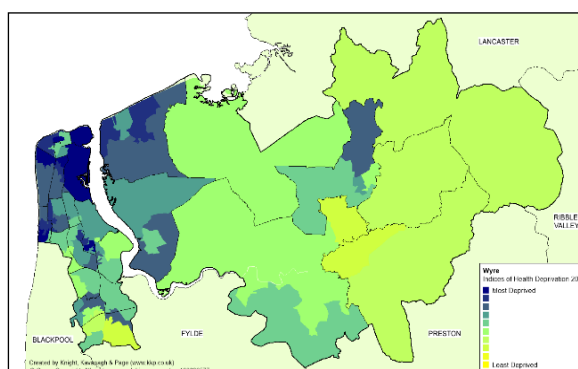 LANCASTER
RIBBLE
VALLEY
Wyre
Indices of Health Deprivation 20
Most Deprived
Least Deprived
BLACKPOOL
FYLDE
PRESTON
Created by Knight, Kavanagh & Page (www.kkp.co.uk)